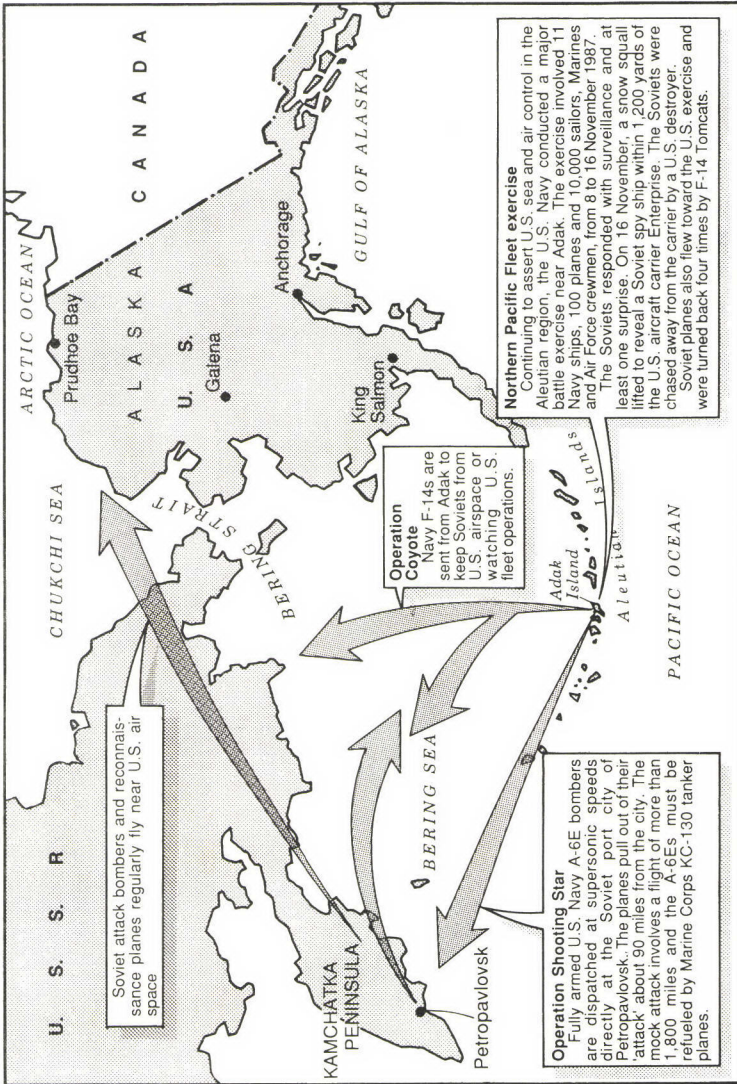 U. S. S. R
Soviet attack bombers and reconnais-
sance planes regularly fly near U.S. air
space
CHUKCHI SEA
ARCTIC OCEAN
Prudhoe Bay
ALASKA
U. S. A
CANADA
Galena
Anchorage
King
Salmon
GULF OF ALASKA
BERING STRAIT
KAMCHATKA
PENINSULA
Petropavlovsk
BERING SEA
Operation
Coyote
Navy F-14s are
sent from Adak to
keep Soviets from
U.S. airspace or
watching U.S.
fleet operations.
Adak
Island
Aleutian Islands
PACIFIC OCEAN
Operation Shooting Star
Fully armed U.S. Navy A-6E bombers
are dispatched at supersonic speeds
directly at the Soviet port city of
Petropavlovsk.. The planes pull out of their
'attack' about 90 miles from the city. The
mock attack involves a flight of more than
1,800 miles and the A-6Es must be
refueled by Marine Corps KC-130 tanker
planes.
Northern Pacific Fleet exercise
Continuing to assert U.S. sea and air control in the
Aleutian region, the U.S. Navy conducted a major
battle exercise near Adak. The exercise involved 11
Navy ships, 100 planes and 10,000 sailors, Marines
and Air Force crewmen, from 8 to 16 November 1987.
The Soviets responded with surveillance and at
least one surprise. On 16 November, a snow squall
lifted to reveal a Soviet spy ship within 1,200 yards of
the U.S. aircraft carrier Enterprise. The Soviets were
chased away from the carrier by a U.S. destroyer.
Soviet planes also flew toward the U.S. exercise and
were turned back four times by F-14 Tomcats.